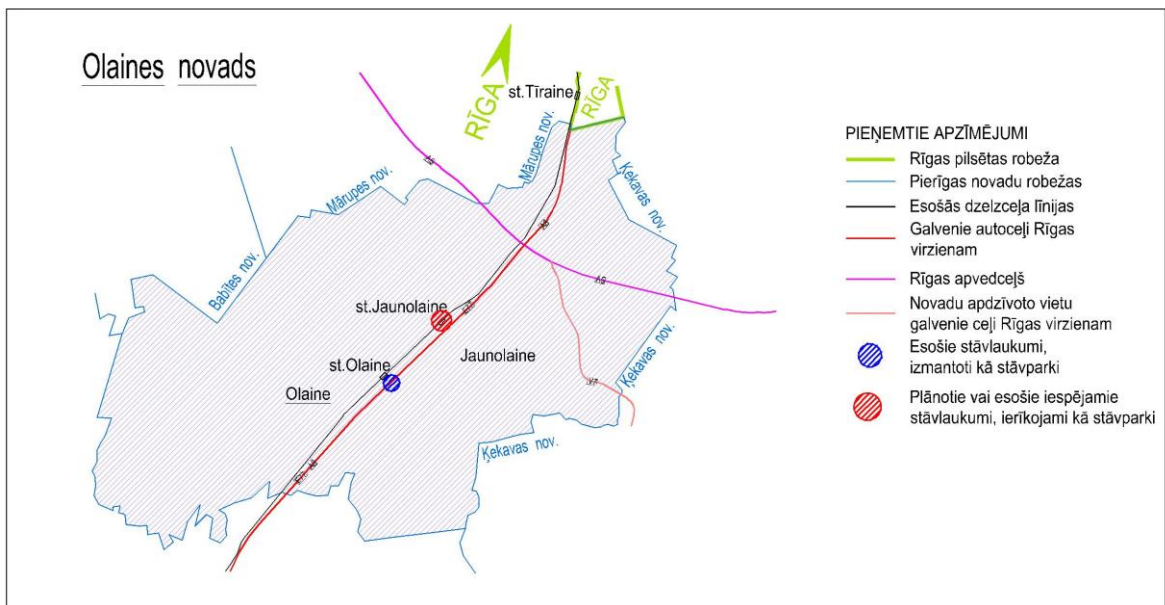 Olaines novads
RĪGA
st.Tīraine
RĪGA
Mārupes nov.
Mārupes nov.
Ķekavas nov.
Babītes nov.
st.Jaunolaine
Jaunolaine
st.Olaine
Olaine
Ķekavas nov.
Ķekavas nov.
PIEŅEMTIE APZĪMĒJUMI
Rīgas pilsētas robeža
Pierīgas novadu robežas
Esošās dzelzceļa līnijas
Galvenie autoceļi Rīgas
virzienam
Rīgas apvedceļš
Novadu apdzīvoto vietu
galvenie ceļi Rīgas virzienam
Esošie stāvlaukumi,
izmantoti kā stāvparki
Plānotie vai esošie iespējamie
stāvlaukumi, ierīkojami kā stāvparki